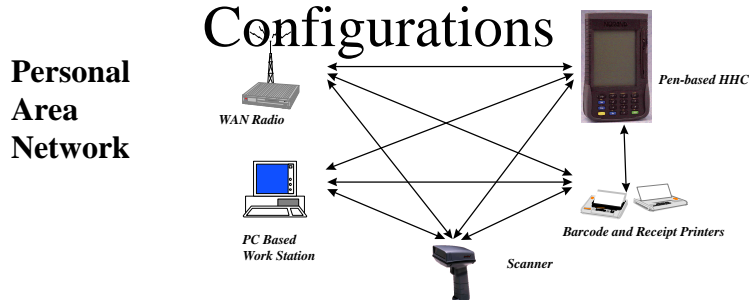 Configurations
Personal
Area
Network
WAN Radio
Pen-based HHC
PC Based
Work Station
Barcode and Receipt Printers
Scanner